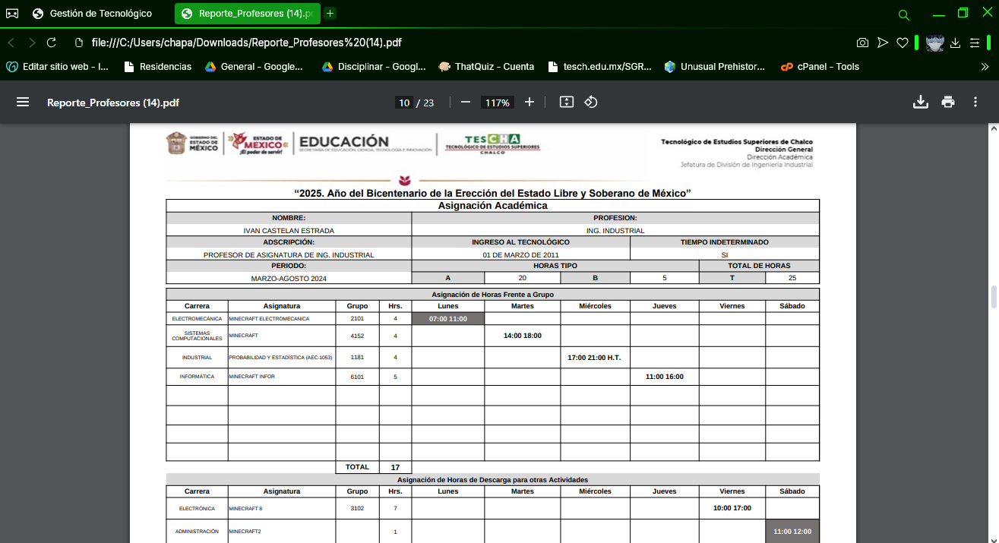 Gestión de Tecnológico
Reporte_Profesores (14).pd
+
file:///C:/Users/chapa/Downloads/Reporte_Profesores%20(14).pdf
Editar sitio web - I... Residencias General - Google... Disciplinar - Googl... ThatQuiz - Cuenta tesch.edu.mx/SGR... Unusual Prehistor... cPanel - Tools »
Reporte_Profesores (14).pdf 10 / 23 — 117% +
GOBIERNO DEL ESTADO DE MÉXICO
ESTADO DE MÉXICO ¡El poder de servir!
EDUCACIÓN
SECRETARÍA DE EDUCACIÓN, CIENCIA, TECNOLOGÍA E INNOVACIÓN
TESCHA
TECNOLÓGICO DE ESTUDIOS SUPERIORES
CHALCO
Tecnológico de Estudios Superiores de Chalco
Dirección General
Dirección Académica
Jefatura de División de Ingeniería Industrial
“2025. Año del Bicentenario de la Erección del Estado Libre y Soberano de México”
Asignación Académica
NOMBRE: PROFESION:
IVAN CASTELAN ESTRADA ING. INDUSTRIAL
ADSCRIPCIÓN: INGRESO AL TECNOLÓGICO TIEMPO INDETERMINADO
PROFESOR DE ASIGNATURA DE ING. INDUSTRIAL 01 DE MARZO DE 2011 SI
PERIODO: HORAS TIPO TOTAL DE HORAS
MARZO-AGOSTO 2024 A 20 B 5 T 25
Asignación de Horas Frente a Grupo
Carrera Asignatura Grupo Hrs. Lunes Martes Miércoles Jueves Viernes Sábado
ELECTROMECÁNICA MINECRAFT ELECTROMECANICA 2101 4 07:00 11:00
SISTEMAS COMPUTACIONALES MINECRAFT 4152 4 14:00 18:00
INDUSTRIAL PROBABILIDAD Y ESTADÍSTICA (AEC-1053) 1181 4 17:00 21:00 H.T.
INFORMÁTICA MINECRAFT INFOR 6101 5 11:00 16:00
TOTAL 17
Asignación de Horas de Descarga para otras Actividades
Carrera Asignatura Grupo Hrs. Lunes Martes Miércoles Jueves Viernes Sábado
ELECTRÓNICA MINECRAFT 8 3102 7 10:00 17:00
ADMINISTRACIÓN MINECRAFT2 1 11:00 12:00